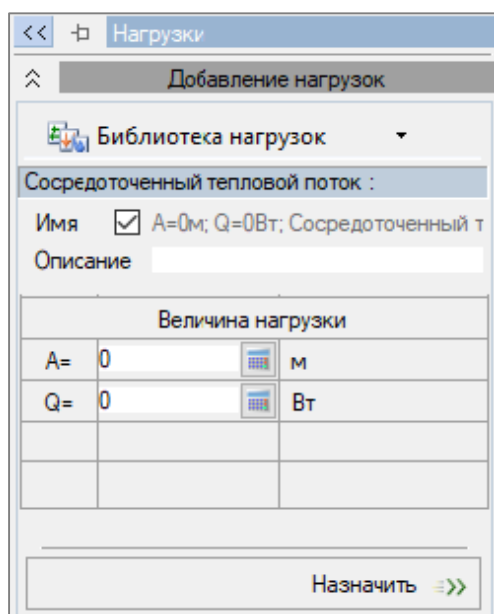 << Нагрузки
Добавление нагрузок
Библиотека нагрузок
Сосредоточенный тепловой поток :
Имя A=0м; Q=0Вт; Сосредоточенный т
Описание
Величина нагрузки
A= 0 м
Q= 0 Вт
Назначить